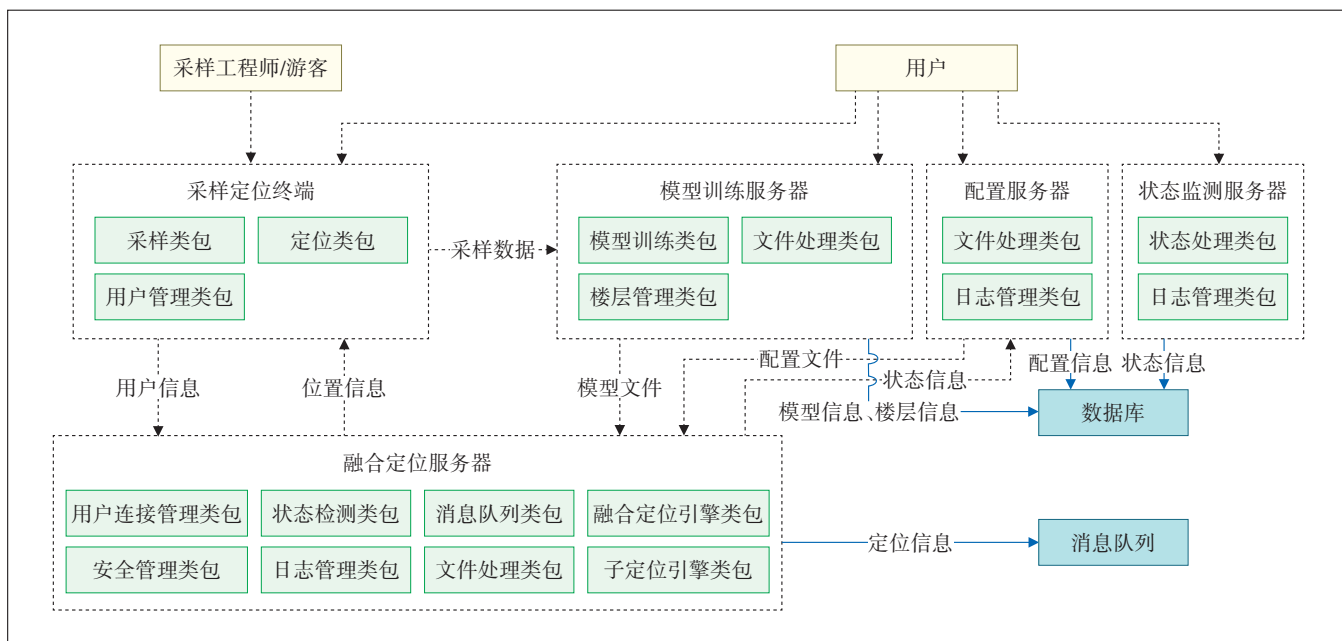 采样工程师/游客
用户
采样定位终端
采样类包
定位类包
用户管理类包
采样数据
模型训练服务器
模型训练类包
文件处理类包
楼层管理类包
配置服务器
文件处理类包
日志管理类包
状态监测服务器
状态处理类包
日志管理类包
用户信息
位置信息
模型文件
配置文件
状态信息
配置信息
状态信息
模型信息、楼层信息
数据库
融合定位服务器
用户连接管理类包
状态检测类包
消息队列类包
融合定位引擎类包
安全管理类包
日志管理类包
文件处理类包
子定位引擎类包
定位信息
消息队列